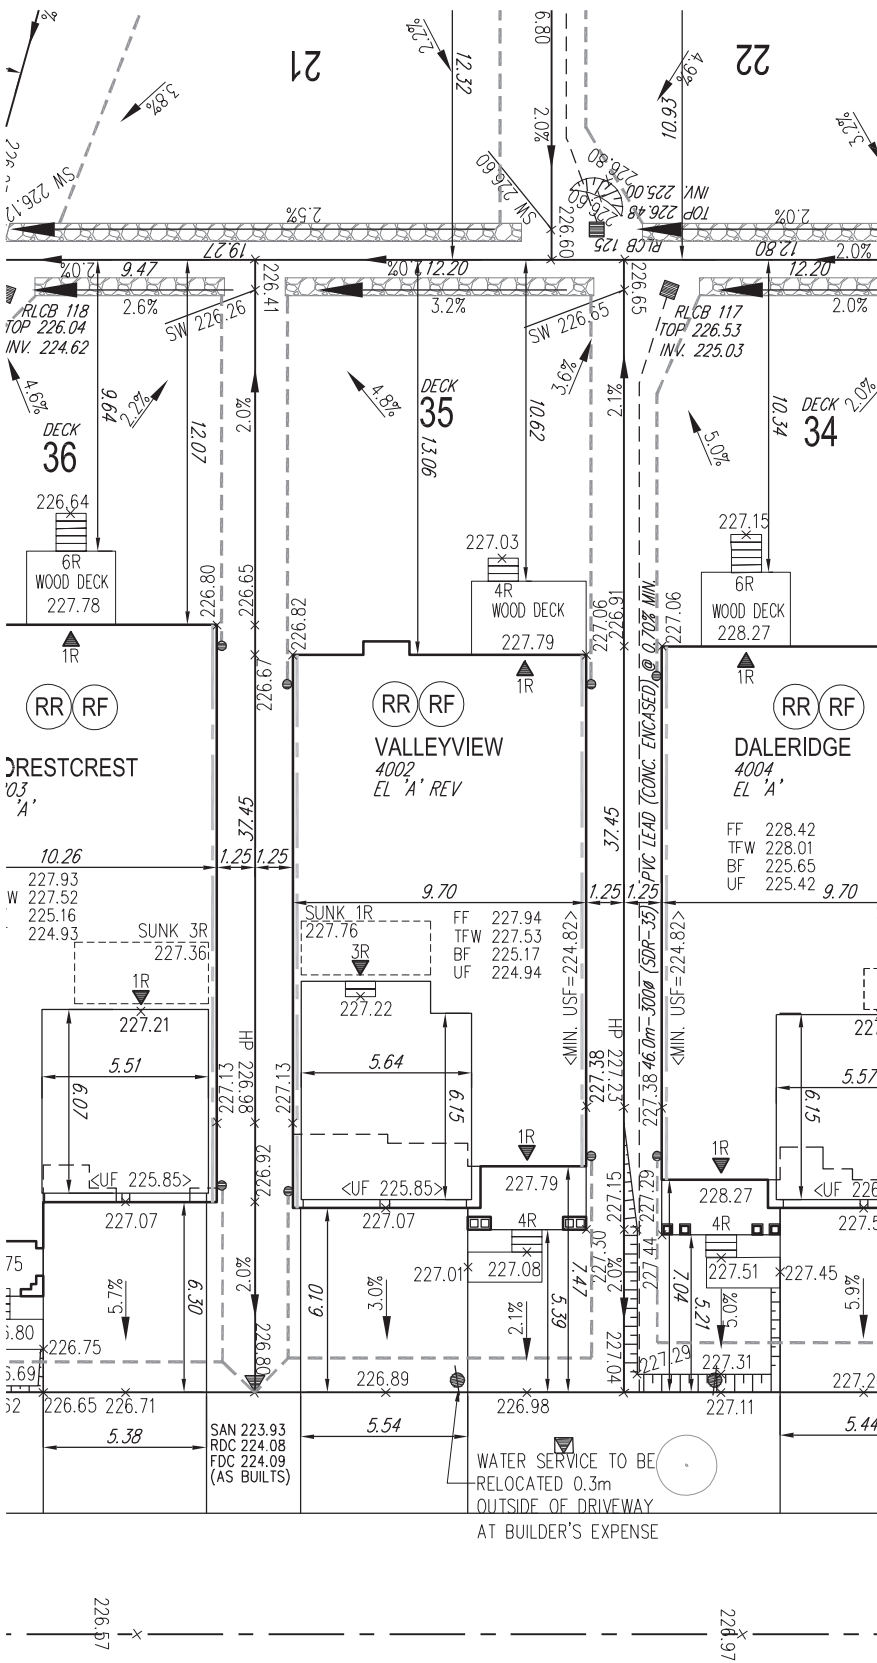 21
22
3.8%
2.2%
12.32
6.80
2.0%
4.9%
10.93
3.2%
SW 226.12
SW 226.60
226.60
226.80
226.60
INV. 225.00
TOP 226.48
RLCB 125
2.5%
2.0%
19.27
12.80
2.0%
2.0%
9.47
226.41
2.0%
12.20
226.65
12.20
2.6%
3.2%
2.0%
RLCB 118
TOP 226.04
INV. 224.62
SW 226.26
SW 226.65
RLCB 117
TOP 226.53
INV. 225.03
4.6%
9.64
2.2%
12.07
2.0%
4.8%
13.06
10.62
3.6%
2.1%
5.0%
10.34
2.0%
DECK
36
DECK
35
DECK
34
226.64
6R
WOOD DECK
227.78
1R
227.03
4R
WOOD DECK
227.79
1R
227.15
6R
WOOD DECK
228.27
1R
226.80
226.65
226.82
226.67
227.06
226.91
227.06
RR RF
RR RF
RR RF
ORESTCREST
'A'
VALLEYVIEW
4002
EL 'A' REV
DALERIDGE
4004
EL 'A'
37.45
37.45
46.0m-300ø (SDR-35) PVC LEAD (CONC. ENCASED) @ 0.70% MIN.
FF 228.42
TFW 228.01
BF 225.65
UF 225.42
10.26
1.25
1.25
9.70
1.25
1.25
9.70
227.93
W 227.52
225.16
224.93
SUNK 3R
227.36
1R
227.21
SUNK 1R
227.76
3R
227.22
FF 227.94
TFW 227.53
BF 225.17
UF 224.94
<MIN. USF=224.82>
<MIN. USF=224.82>
5.51
6.07
227.13
HP 226.98
227.13
5.64
6.15
227.38
HP 227.23
227.38
6.15
5.57
<UF 225.85>
227.07
226.92
<UF 225.85>
227.07
1R
227.79
4R
227.15
227.29
1R
228.27
4R
227.01
227.08
227.30
227.44
227.51
227.45
5.7%
6.30
2.0%
6.19
3.0%
2.1%
5.39
7.47
2.0%
7.04
5.21
5.0%
5.9%
226.75
226.80
227.04
227.29
227.31
226.65
226.71
226.89
226.98
227.11
5.38
SAN 223.93
RDC 224.08
FDC 224.09
(AS BUILTS)
5.54
5.44
WATER SERVICE TO BE
RELOCATED 0.3m
OUTSIDE OF DRIVEWAY
AT BUILDER'S EXPENSE
226.57
226.97